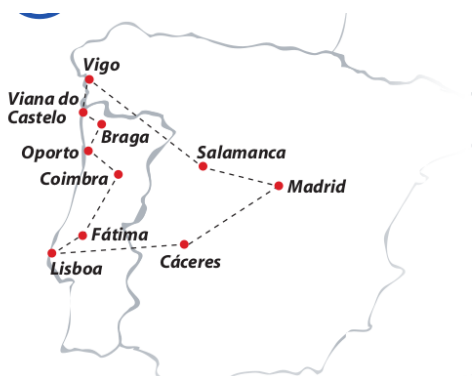 Vigo
Viana do
Castelo
Braga
Oporto
Salamanca
Coimbra
Madrid
Fátima
Cáceres
Lisboa